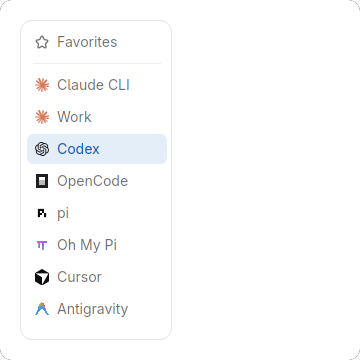 Favorites
Claude CLI
Work
Codex
OpenCode
pi
Oh My Pi
Cursor
Antigravity